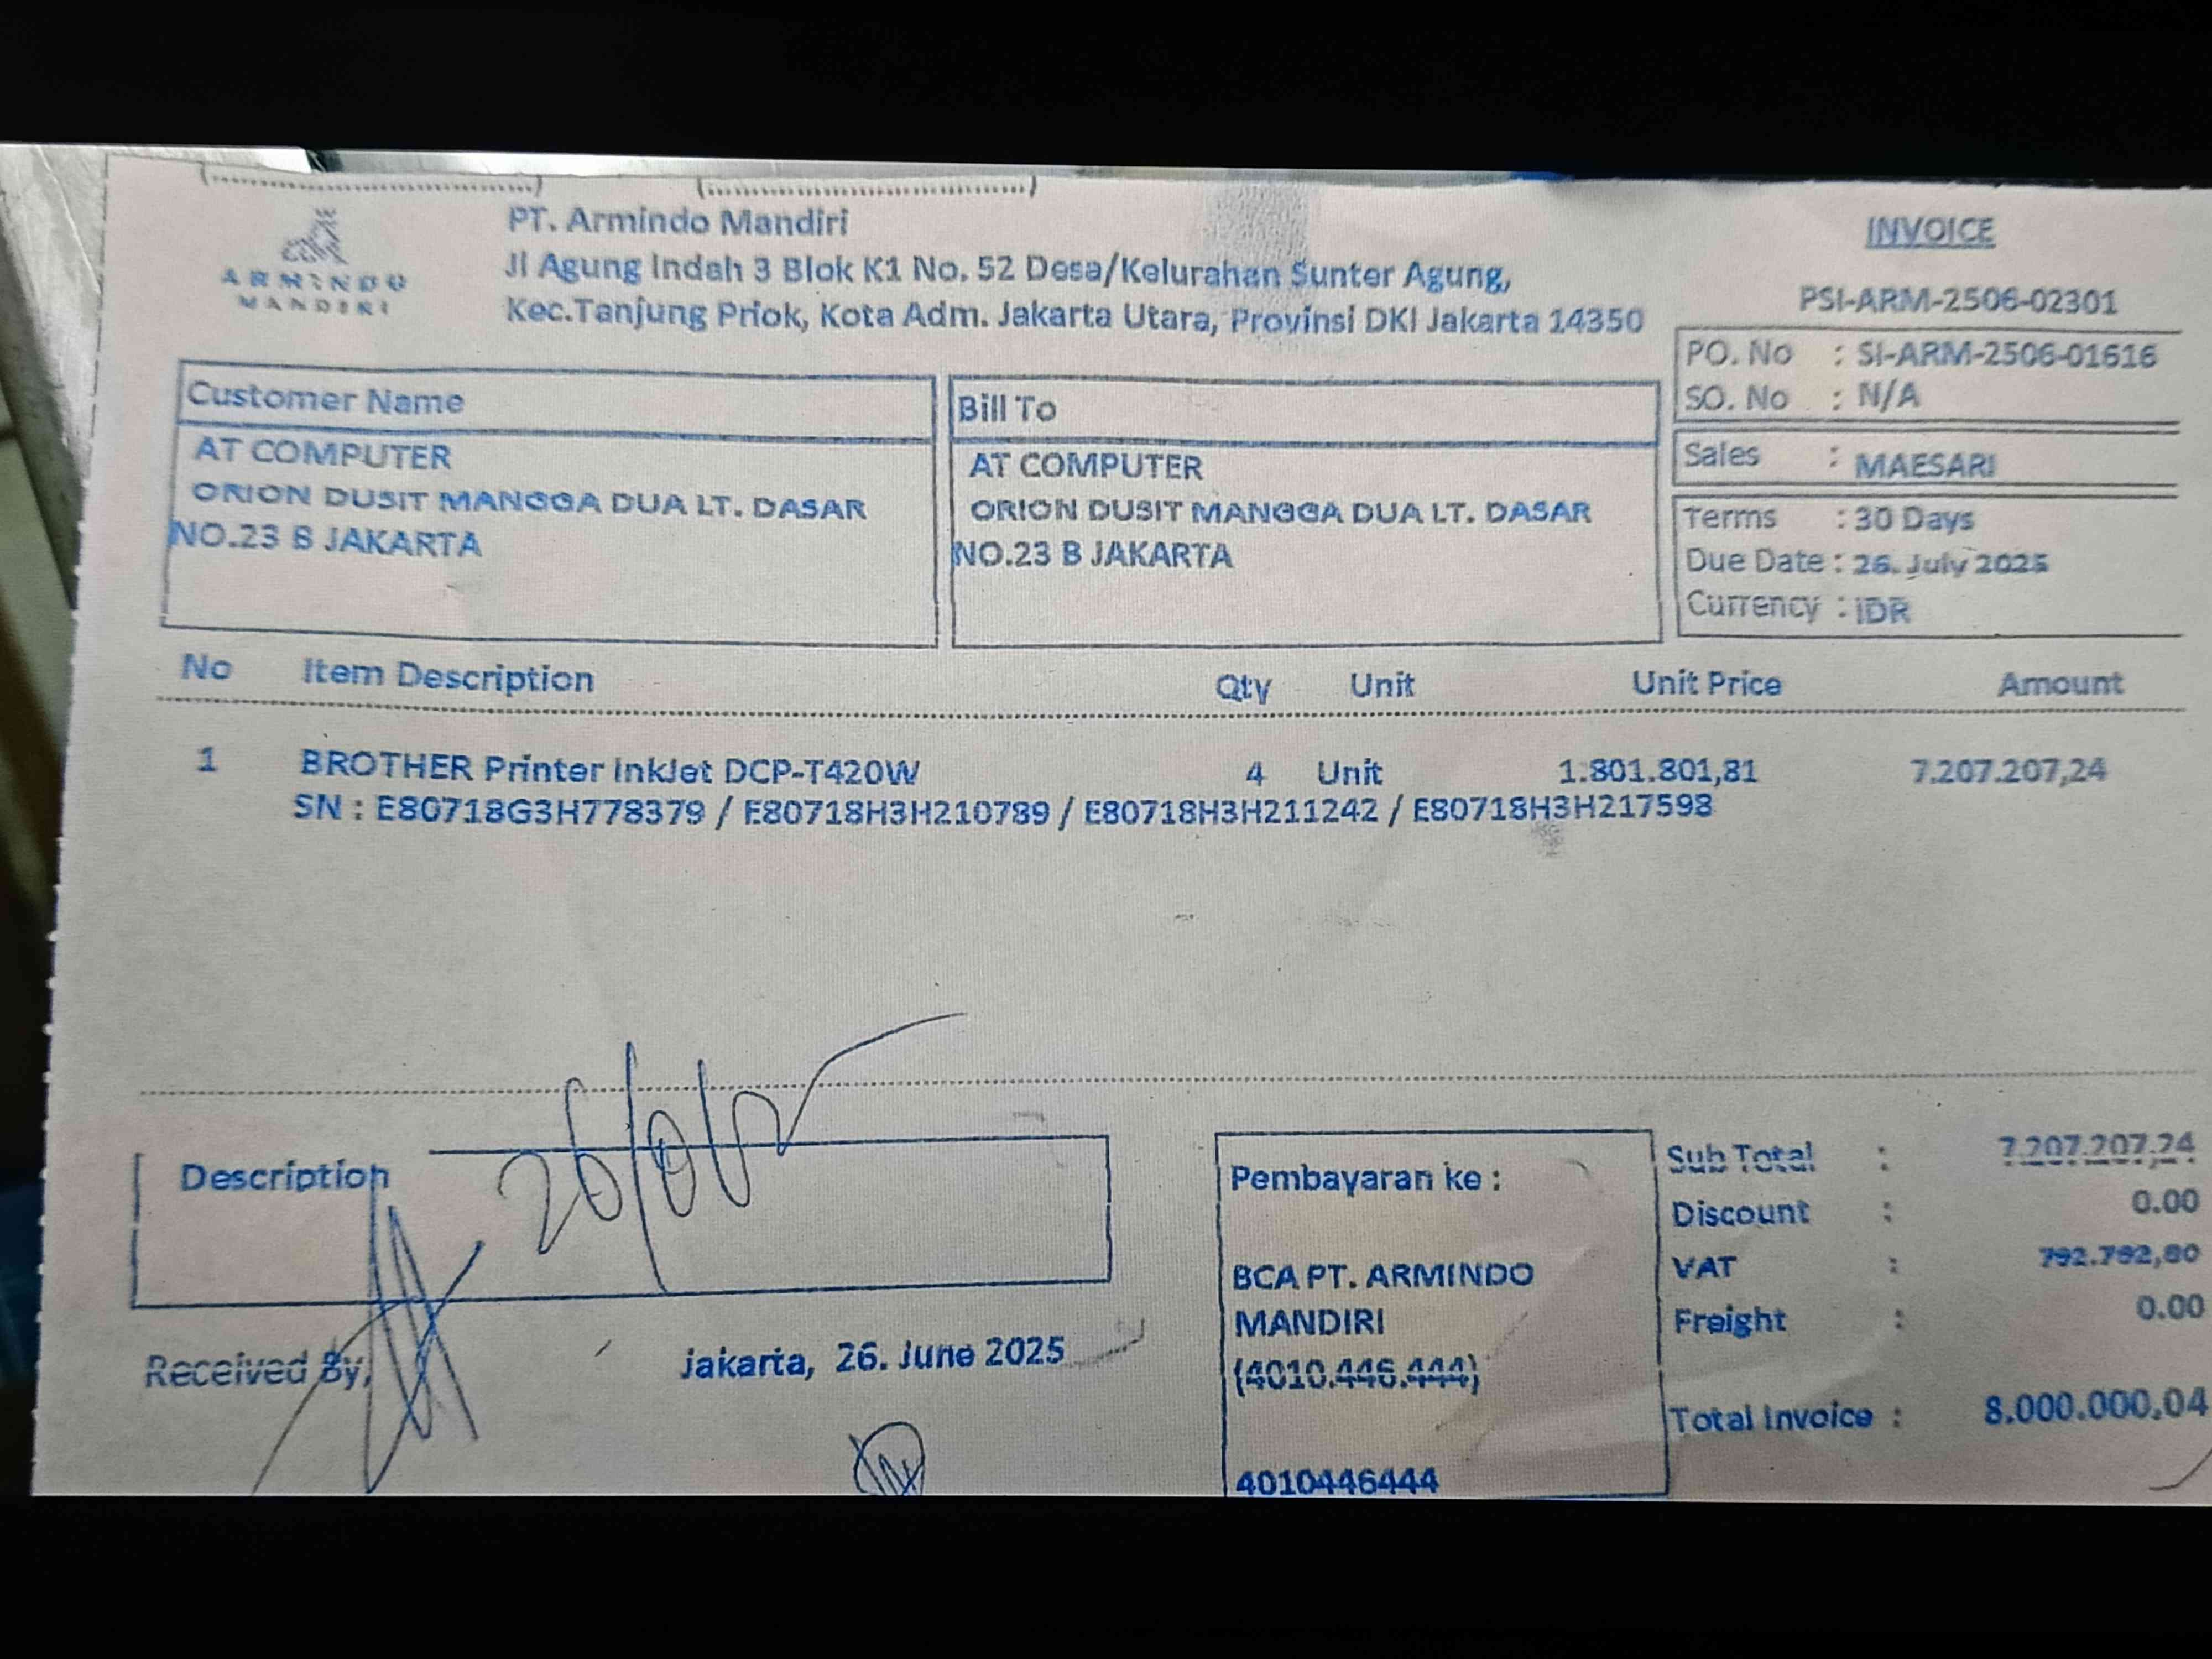 ARMINDO
MANDIRI
PT. Armindo Mandiri
Jl Agung Indah 3 Blok K1 No. 52 Desa/Kelurahan Sunter Agung,
Kec.Tanjung Priok, Kota Adm. Jakarta Utara, Provinsi DKI Jakarta 14350
INVOICE
PSI-ARM-2506-02301
PO. No : SI-ARM-2506-01616
SO. No : N/A
Sales : MAESARI
Terms : 30 Days
Due Date : 26. July 2025
Currency : IDR
Customer Name
AT COMPUTER
ORION DUSIT MANGGA DUA LT. DASAR
NO.23 B JAKARTA
Bill To
AT COMPUTER
ORION DUSIT MANGGA DUA LT. DASAR
NO.23 B JAKARTA
No Item Description Qty Unit Unit Price Amount
1 BROTHER Printer InkJet DCP-T420W 4 Unit 1.801.801,81 7.207.207,24
SN : E80718G3H778379 / E80718H3H210789 / E80718H3H211242 / E80718H3H217598
Description
Received By,
Jakarta, 26. June 2025
Pembayaran ke :
BCA PT. ARMINDO
MANDIRI
(4010.446.444)
4010446444
Sub Total : 7.207.207,24
Discount : 0.00
VAT : 792.792,80
Freight : 0.00
Total Invoice : 8.000.000,04